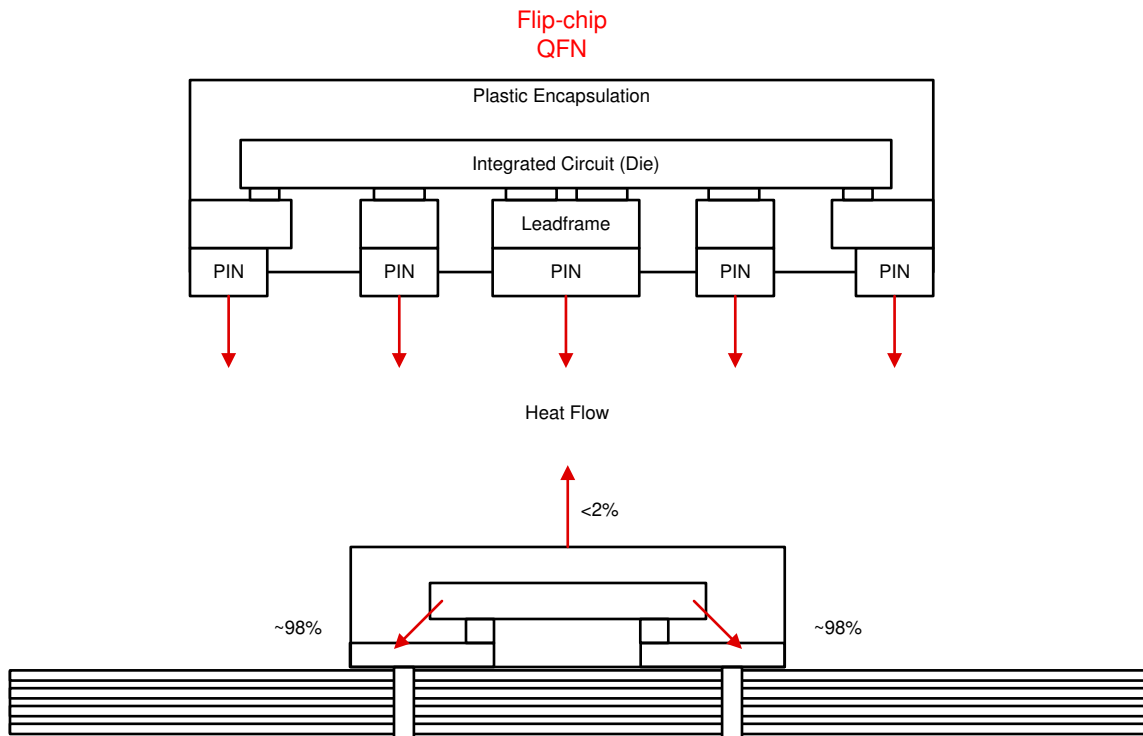 Flip-chip
QFN
Plastic Encapsulation
Integrated Circuit (Die)
Leadframe
PIN PIN PIN PIN PIN
Heat Flow
<2%
~98% ~98%